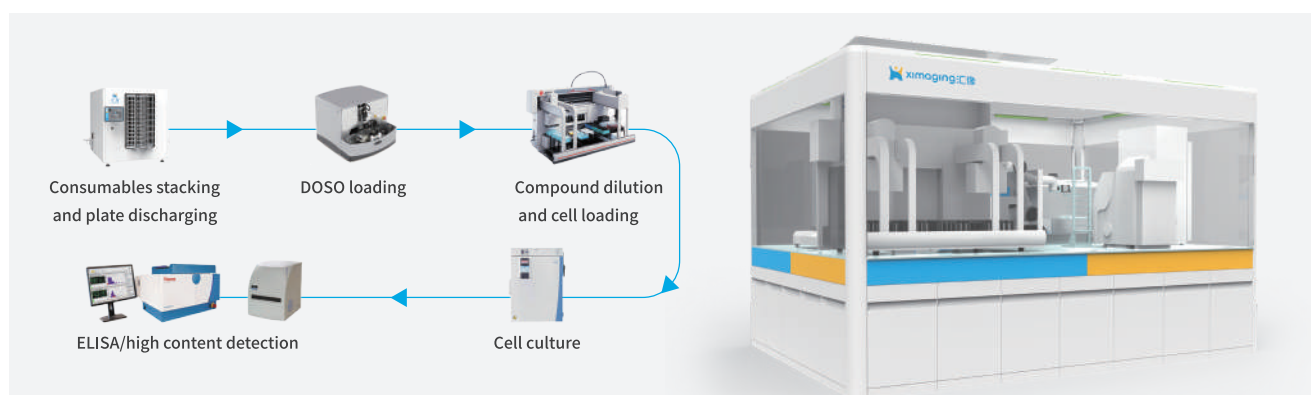 Consumables stacking
and plate discharging
DOSO loading
Compound dilution
and cell loading
ELISA/high content detection
Cell culture
ximaging汇像